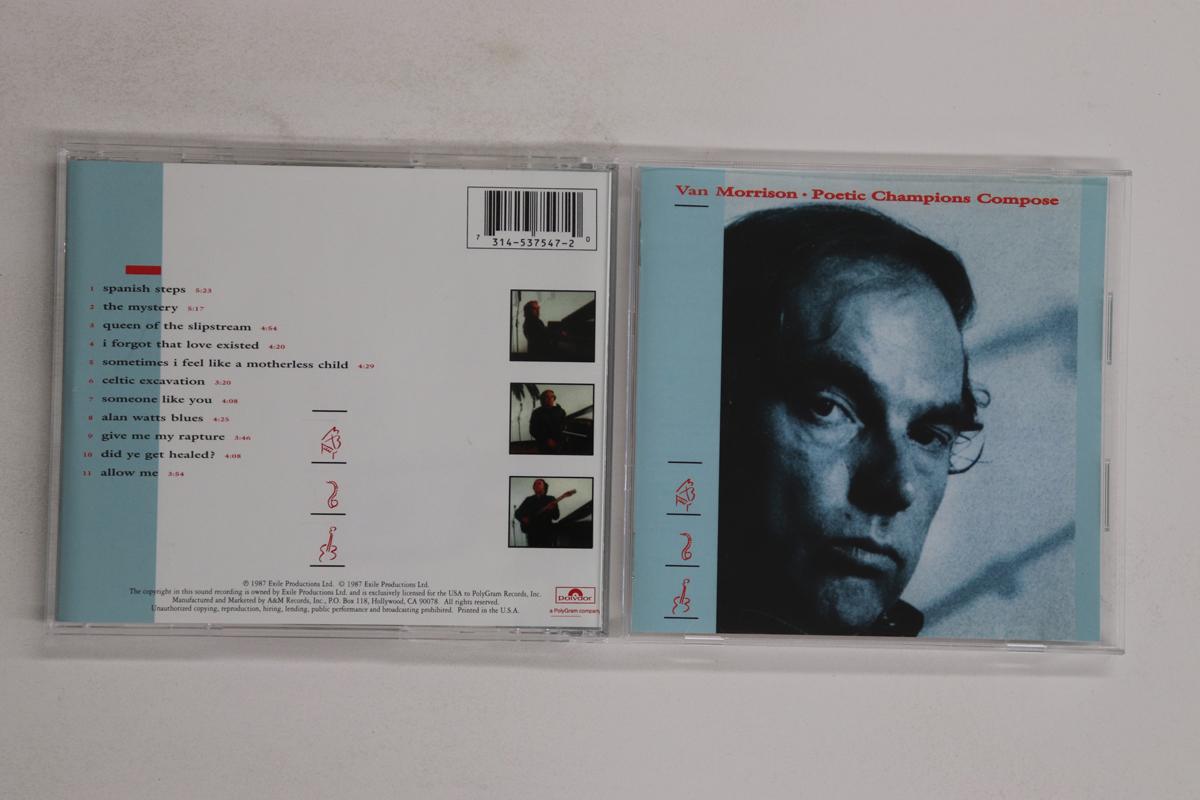 7 314-537547-2 0
1 spanish steps 5:23
2 the mystery 5:17
3 queen of the slipstream 4:54
4 i forgot that love existed 4:20
5 sometimes i feel like a motherless child 4:29
6 celtic excavation 3:20
7 someone like you 4:08
8 alan watts blues 4:25
9 give me my rapture 3:46
10 did ye get healed? 4:08
11 allow me 3:54
℗ 1987 Exile Productions Ltd. © 1987 Exile Productions Ltd.
The copyright in this sound recording is owned by Exile Productions Ltd. and is exclusively licensed for the USA to PolyGram Records, Inc.
Manufactured and Marketed by A&M Records, Inc., P.O. Box 118, Hollywood, CA 90078. All rights reserved.
Unauthorized copying, reproduction, hiring, lending, public performance and broadcasting prohibited. Printed in the U.S.A.
Polydor
a PolyGram company
Van Morrison · Poetic Champions Compose